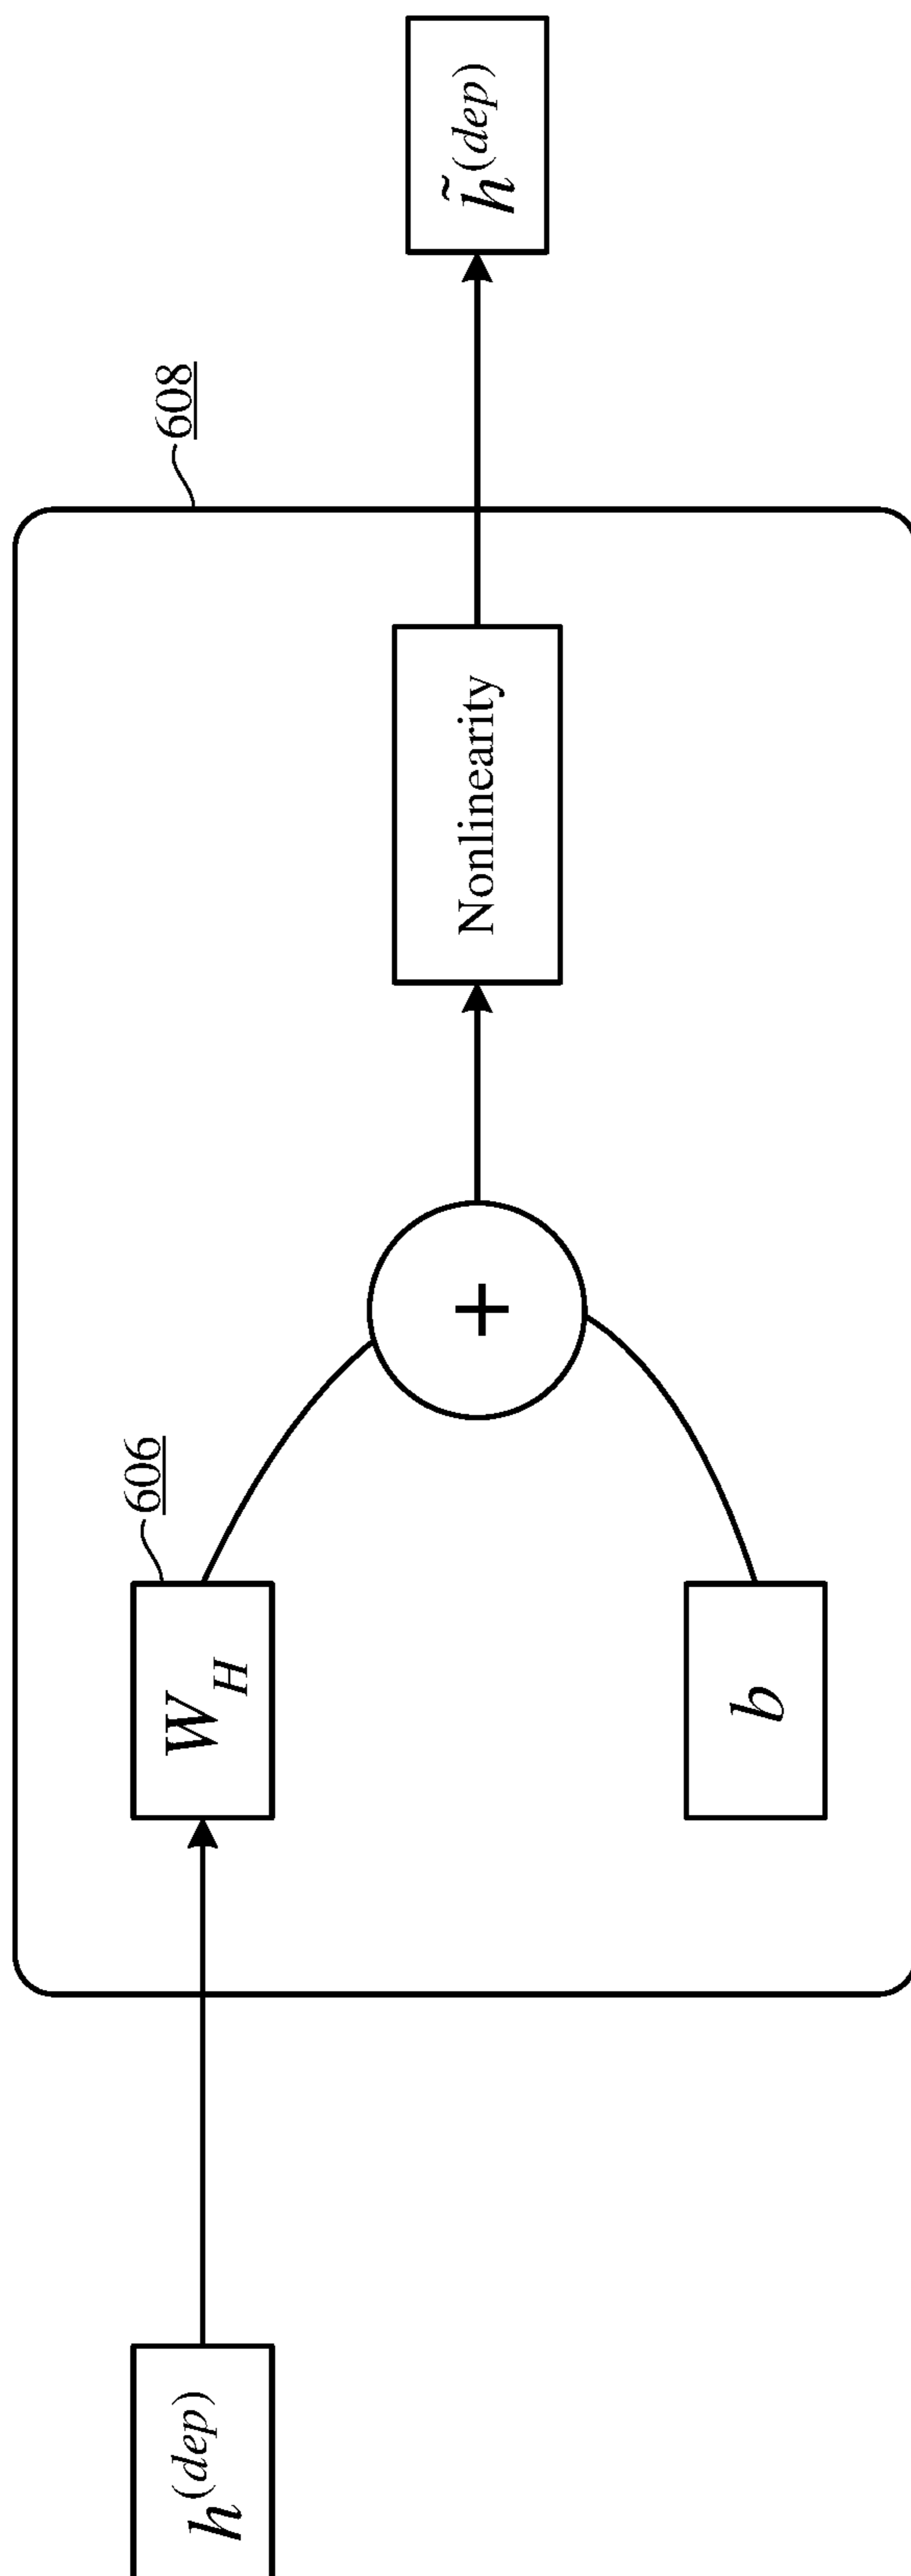 h^(dep)
W_H
606
b
+
Nonlinearity
608
h̃^(dep)